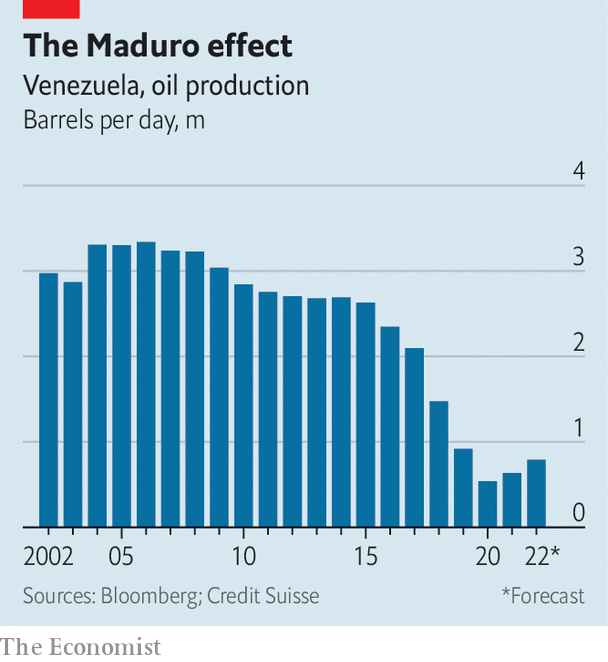 The Maduro effect
Venezuela, oil production
Barrels per day, m
4
3
2
1
0
2002 05 10 15 20 22*
Sources: Bloomberg; Credit Suisse *Forecast
The Economist